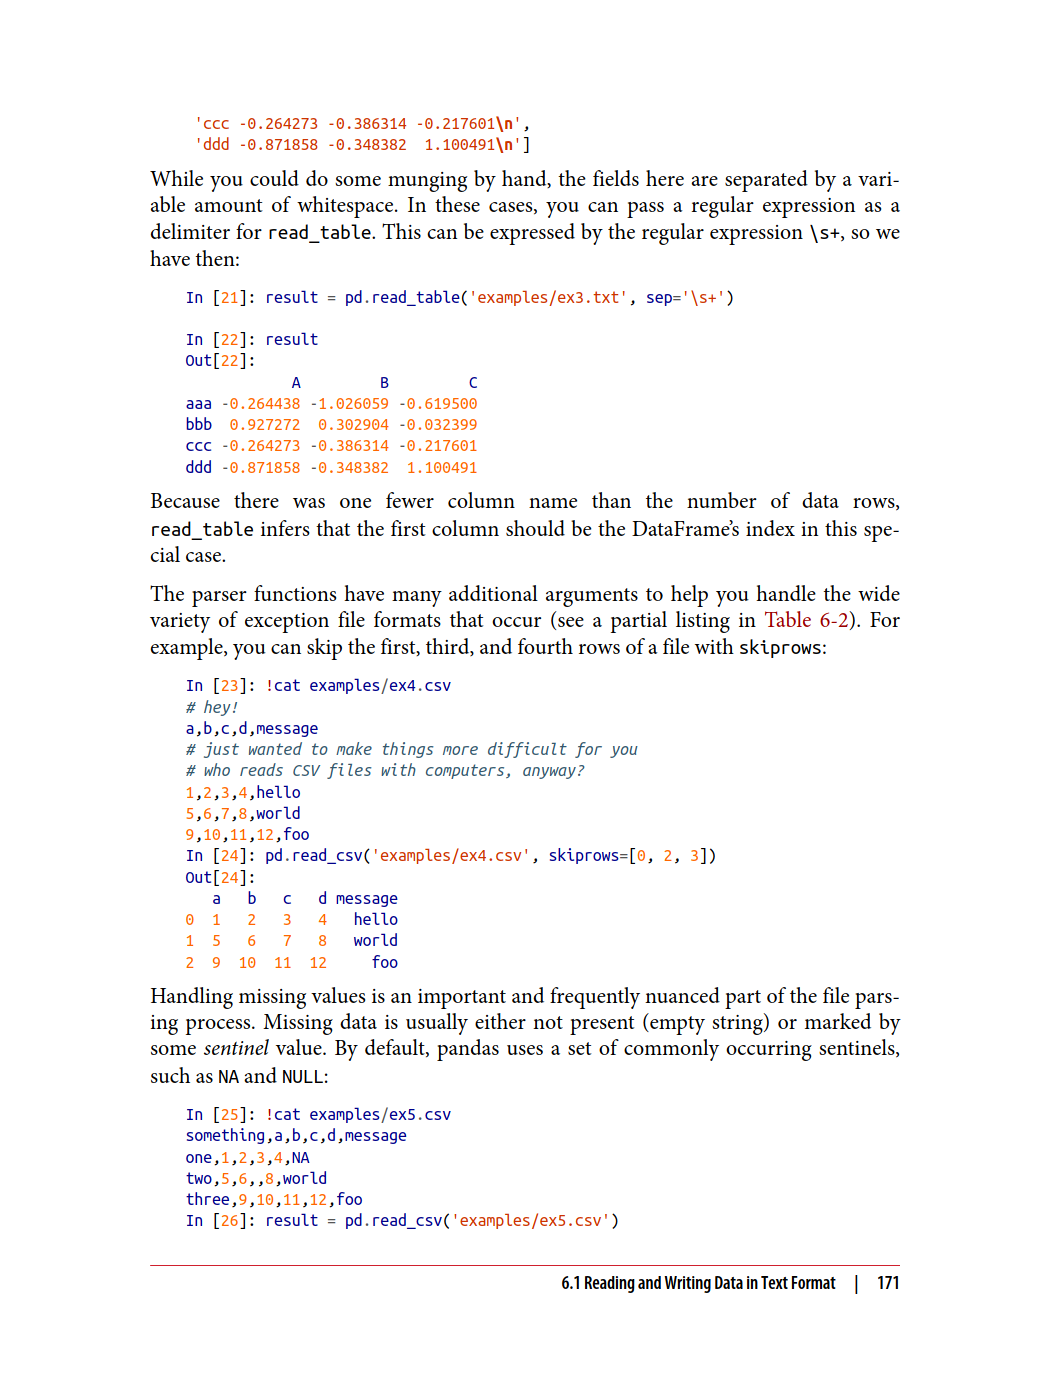 'ccc -0.264273 -0.386314 -0.217601\n',
'ddd -0.871858 -0.348382  1.100491\n']
While you could do some munging by hand, the fields here are separated by a vari-
able amount of whitespace. In these cases, you can pass a regular expression as a
delimiter for read_table. This can be expressed by the regular expression \s+, so we
have then:
In [21]: result = pd.read_table('examples/ex3.txt', sep='\s+')
In [22]: result
Out[22]:
            A         B         C
aaa -0.264438 -1.026059 -0.619500
bbb  0.927272  0.302904 -0.032399
ccc -0.264273 -0.386314 -0.217601
ddd -0.871858 -0.348382  1.100491
Because there was one fewer column name than the number of data rows,
read_table infers that the first column should be the DataFrame’s index in this spe-
cial case.
The parser functions have many additional arguments to help you handle the wide
variety of exception file formats that occur (see a partial listing in Table 6-2). For
example, you can skip the first, third, and fourth rows of a file with skiprows:
In [23]: !cat examples/ex4.csv
# hey!
a,b,c,d,message
# just wanted to make things more difficult for you
# who reads CSV files with computers, anyway?
1,2,3,4,hello
5,6,7,8,world
9,10,11,12,foo
In [24]: pd.read_csv('examples/ex4.csv', skiprows=[0, 2, 3])
Out[24]:
   a   b   c   d message
0  1   2   3   4   hello
1  5   6   7   8   world
2  9  10  11  12     foo
Handling missing values is an important and frequently nuanced part of the file pars-
ing process. Missing data is usually either not present (empty string) or marked by
some sentinel value. By default, pandas uses a set of commonly occurring sentinels,
such as NA and NULL:
In [25]: !cat examples/ex5.csv
something,a,b,c,d,message
one,1,2,3,4,NA
two,5,6,,8,world
three,9,10,11,12,foo
In [26]: result = pd.read_csv('examples/ex5.csv')
6.1 Reading and Writing Data in Text Format | 171